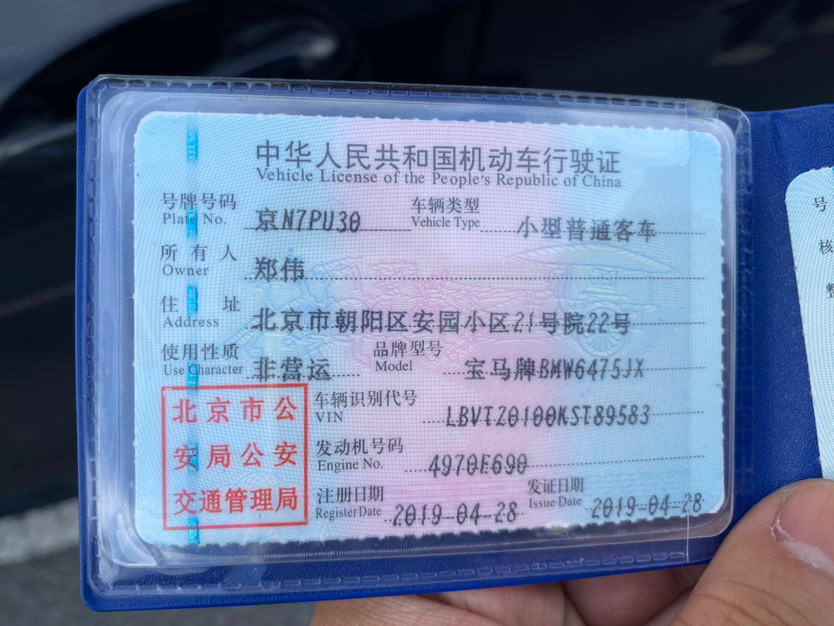 中华人民共和国机动车行驶证
Vehicle License of the People's Republic of China
号牌号码 京N7PU30 车辆类型 小型普通客车
Plate No. Vehicle Type
所有人 郑伟
Owner
住址 北京市朝阳区安园小区21号院22号
Address
使用性质 非营运 品牌型号 宝马牌BMW6475JX
Use Character Model
北京市公
安局公安
交通管理局
车辆识别代号 LBVTZ0100KST89583
VIN
发动机号码 4970E690
Engine No.
注册日期 2019-04-28 发证日期 2019-04-28
Register Date Issue Date
号
核
整